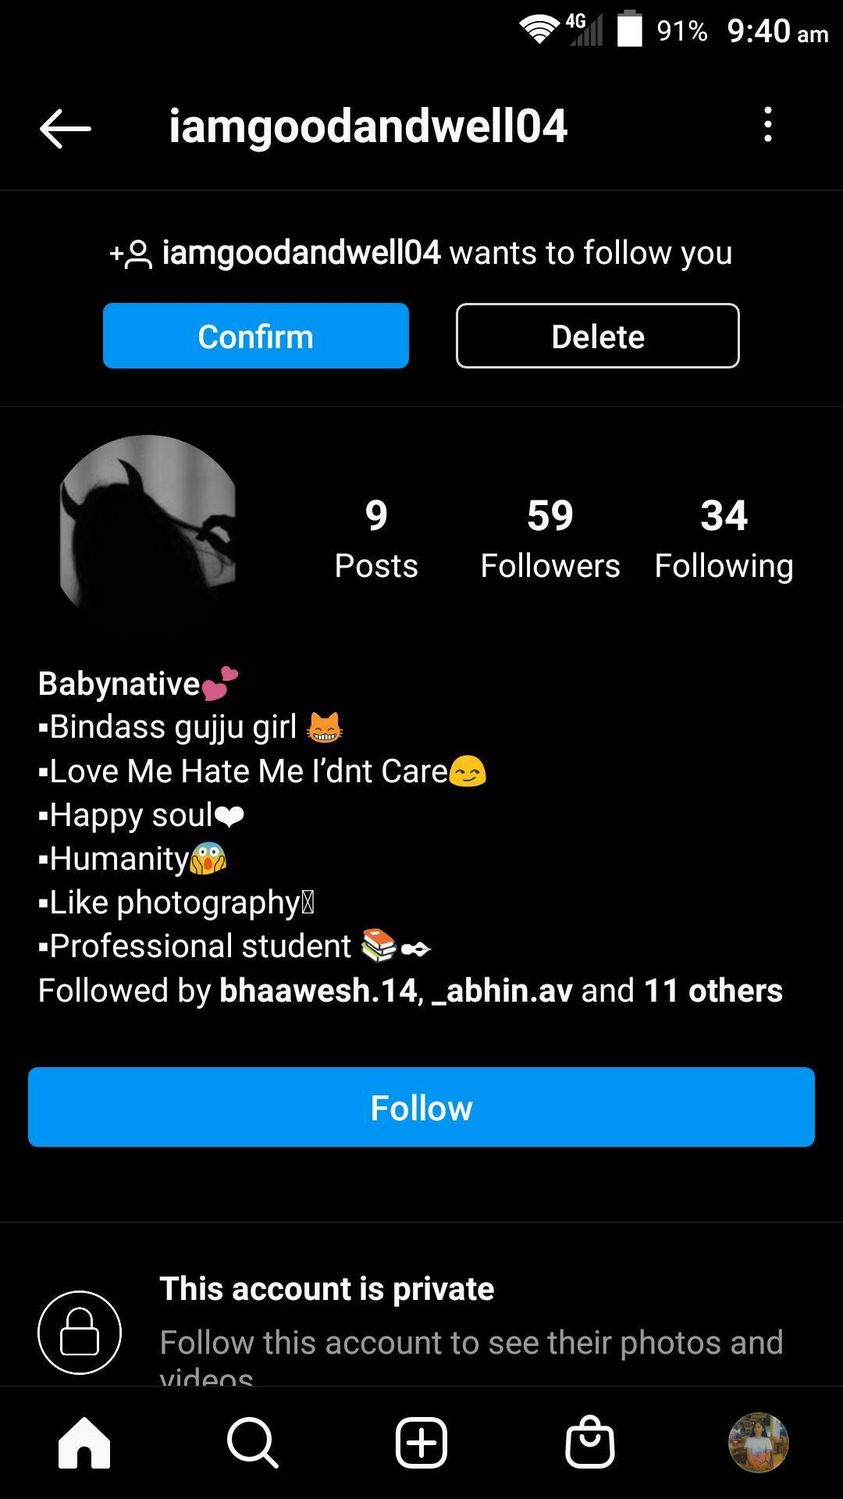 4G 91% 9:40 am
iamgoodandwell04
iamgoodandwell04 wants to follow you
Confirm Delete
9 59 34
Posts Followers Following
Babynative💕
▪Bindass gujju girl 😸
▪Love Me Hate Me I'dnt Care😏
▪Happy soul❤
▪Humanity😱
▪Like photography
▪Professional student 📚✒
Followed by bhaawesh.14, _abhin.av and 11 others
Follow
This account is private
Follow this account to see their photos and
videos